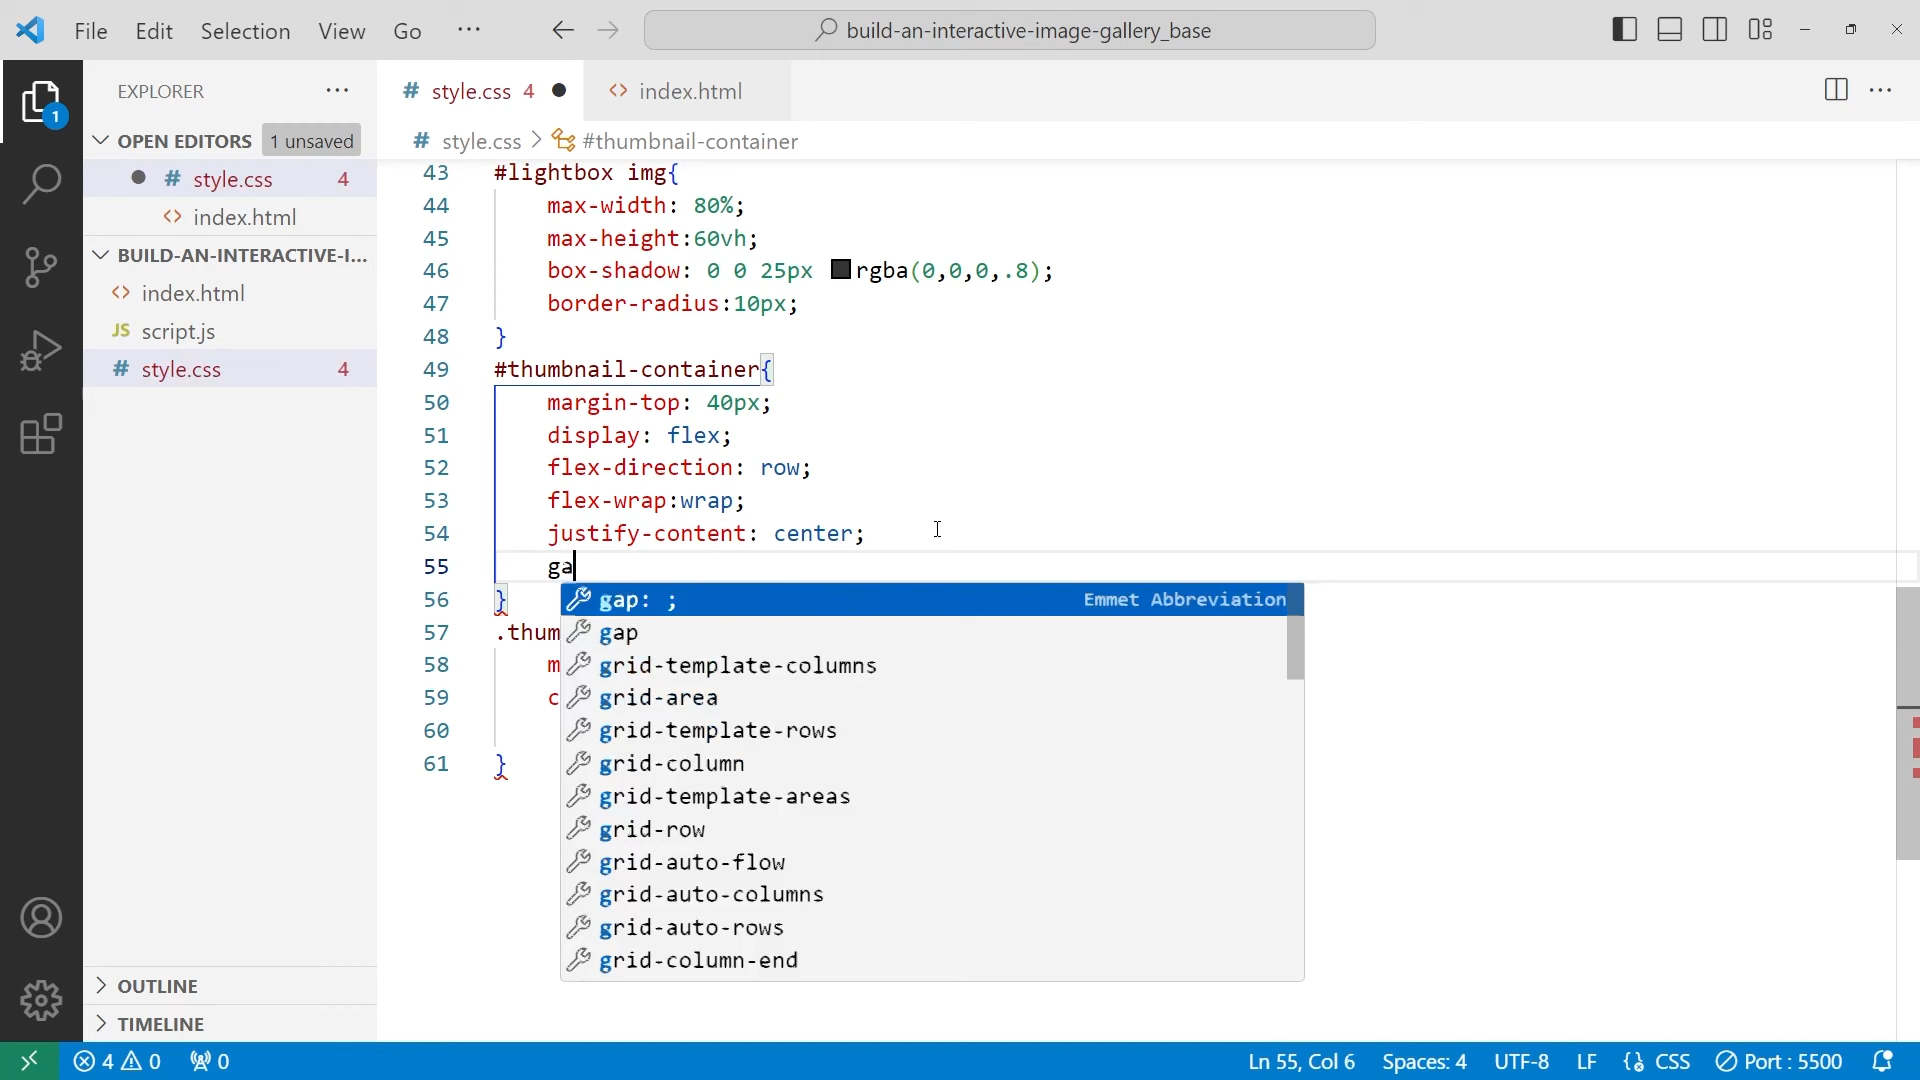 File Edit Selection View Go ··· build-an-interactive-image-gallery_base
EXPLORER ···
OPEN EDITORS 1 unsaved
# style.css 4
<> index.html
BUILD-AN-INTERACTIVE-I...
<> index.html
JS script.js
# style.css 4
OUTLINE
TIMELINE
1
# style.css 4 <> index.html
# style.css > #thumbnail-container
43 #lightbox img{
44 max-width: 80%;
45 max-height:60vh;
46 box-shadow: 0 0 25px rgba(0,0,0,.8);
47 border-radius:10px;
48 }
49 #thumbnail-container{
50 margin-top: 40px;
51 display: flex;
52 flex-direction: row;
53 flex-wrap:wrap;
54 justify-content: center;
55 ga
56 }
57 .thum
58 m
59 c
60
61 }
gap: ; Emmet Abbreviation
gap
grid-template-columns
grid-area
grid-template-rows
grid-column
grid-template-areas
grid-row
grid-auto-flow
grid-auto-columns
grid-auto-rows
grid-column-end
4 0 0 Ln 55, Col 6 Spaces: 4 UTF-8 LF CSS Port : 5500